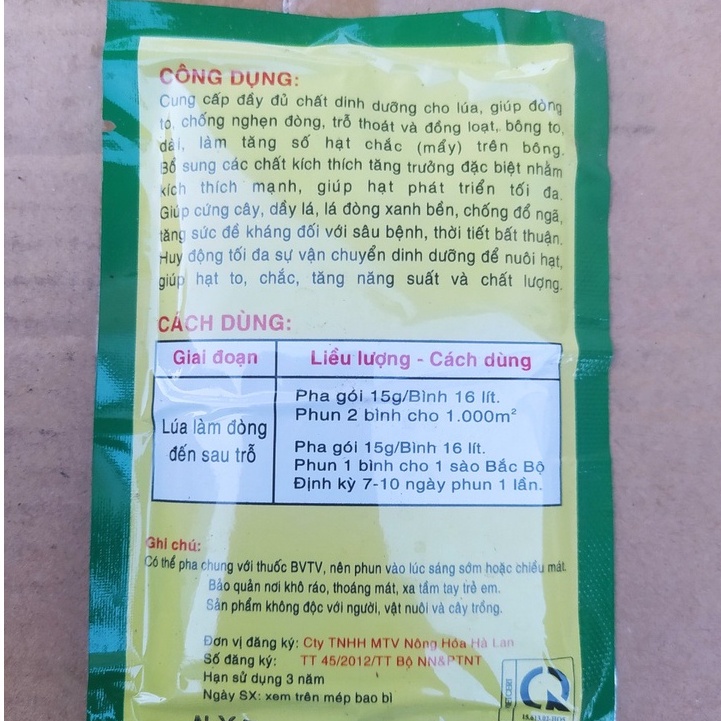 CÔNG DỤNG:
Cung cấp đầy đủ chất dinh dưỡng cho lúa, giúp đòng
to, chống nghẹn đòng, trỗ thoát và đồng loạt, bông to,
dài, làm tăng số hạt chắc (mẩy) trên bông.
Bổ sung các chất kích thích tăng trưởng đặc biệt nhằm
kích thích mạnh, giúp hạt phát triển tối đa.
Giúp cứng cây, dầy lá, lá đòng xanh bền, chống đổ ngã,
tăng sức đề kháng đối với sâu bệnh, thời tiết bất thuận.
Huy động tối đa sự vận chuyển dinh dưỡng để nuôi hạt,
giúp hạt to, chắc, tăng năng suất và chất lượng.
CÁCH DÙNG:
Giai đoạn
Liều lượng - Cách dùng
Lúa làm đòng
đến sau trỗ
Pha gói 15g/Bình 16 lít.
Phun 2 bình cho 1.000m²
Pha gói 15g/Bình 16 lít.
Phun 1 bình cho 1 sào Bắc Bộ
Định kỳ 7-10 ngày phun 1 lần.
Ghi chú:
Có thể pha chung với thuốc BVTV, nên phun vào lúc sáng sớm hoặc chiều mát.
Bảo quản nơi khô ráo, thoáng mát, xa tầm tay trẻ em.
Sản phẩm không độc với người, vật nuôi và cây trồng.
Đơn vị đăng ký: Cty TNHH MTV Nông Hóa Hà Lan
Số đăng ký: TT 45/2012/TT Bộ NN&PTNT
Hạn sử dụng 3 năm
Ngày SX: xem trên mép bao bì